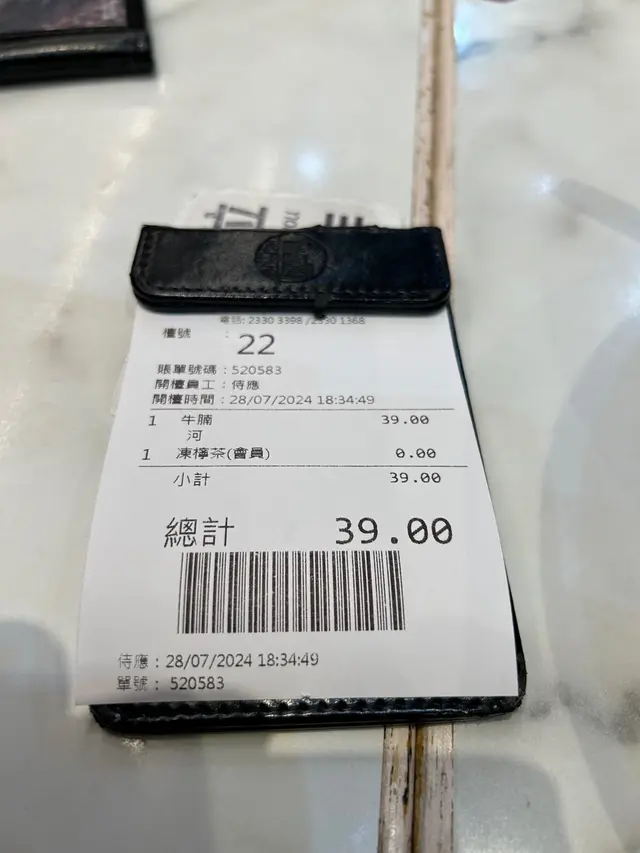 電話: 2330 3398 /2330 1368
檯號 :
22
賬單號碼 : 520583
開檯員工 : 侍應
開檯時間 : 28/07/2024 18:34:49
1 牛腩 39.00
河
1 凍檸茶(會員) 0.00
小計 39.00
總計 39.00
侍應 : 28/07/2024 18:34:49
單號 : 520583